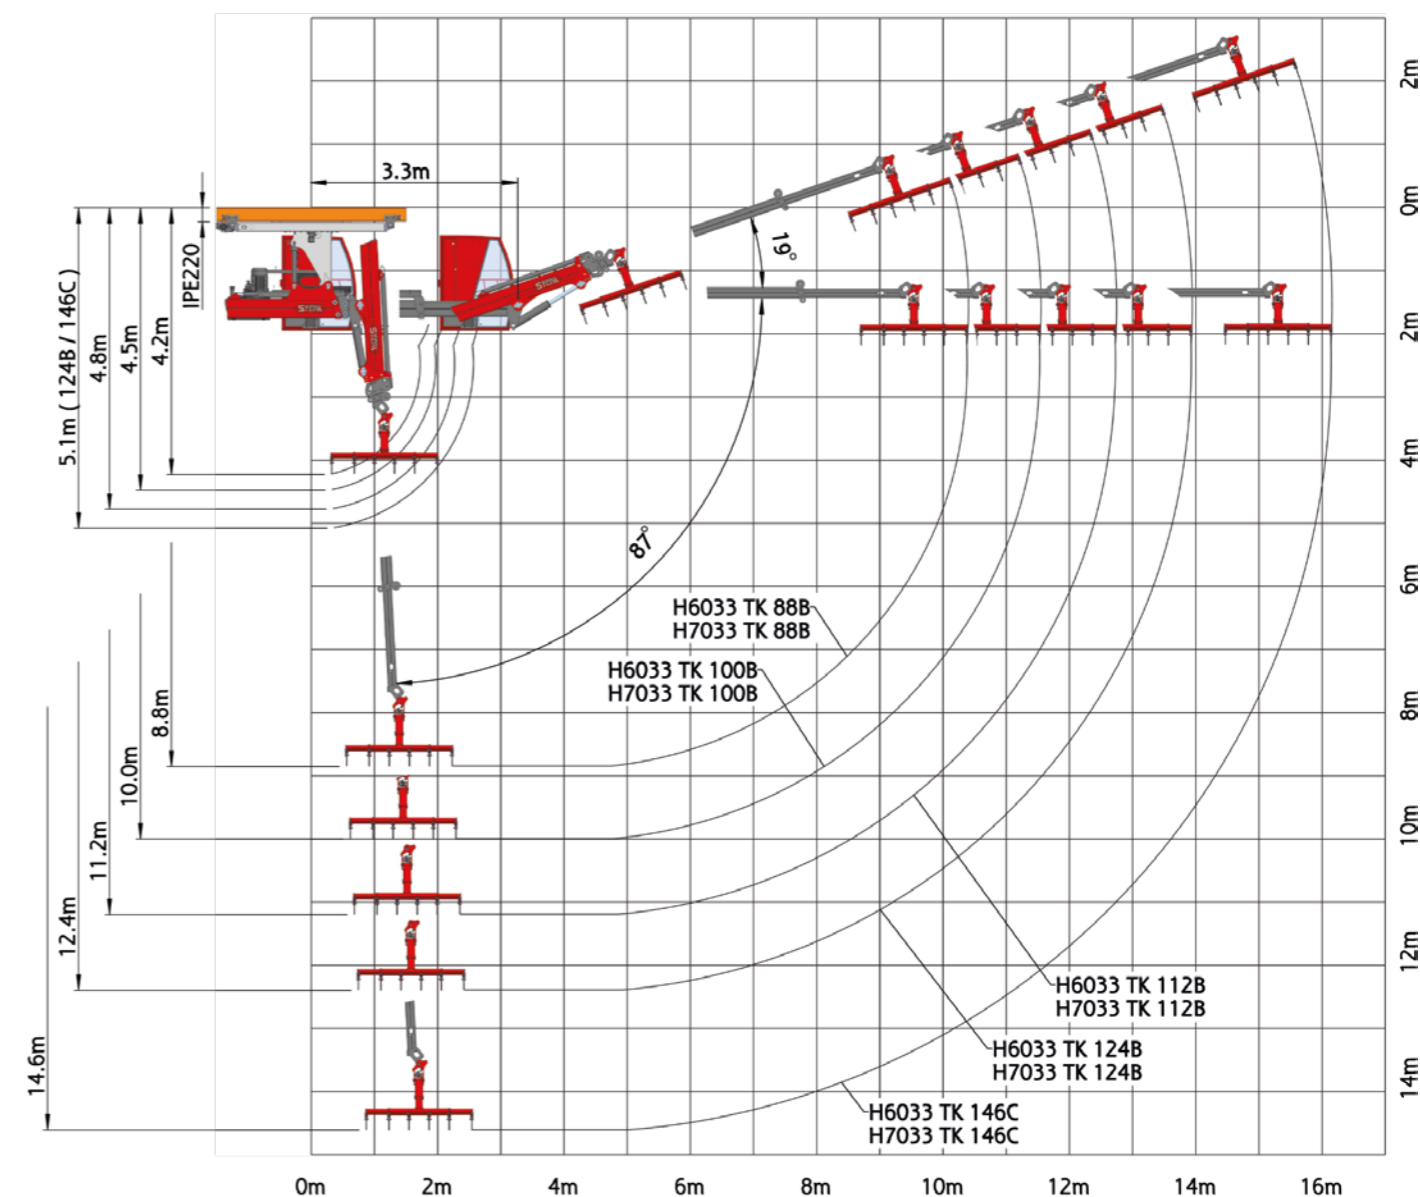 2m
3.3m
0m
IPE220
19°
5.1m ( 124B / 146C )
4.8m
4.5m
4.2m
STEPA
STEPA
STEPA
2m
4m
87°
6m
H6033 TK 88B
H7033 TK 88B
H6033 TK 100B
H7033 TK 100B
8.8m
8m
10.0m
10m
11.2m
12.4m
12m
H6033 TK 112B
H7033 TK 112B
H6033 TK 124B
H7033 TK 124B
14.6m
14m
H6033 TK 146C
H7033 TK 146C
0m
2m
4m
6m
8m
10m
12m
14m
16m